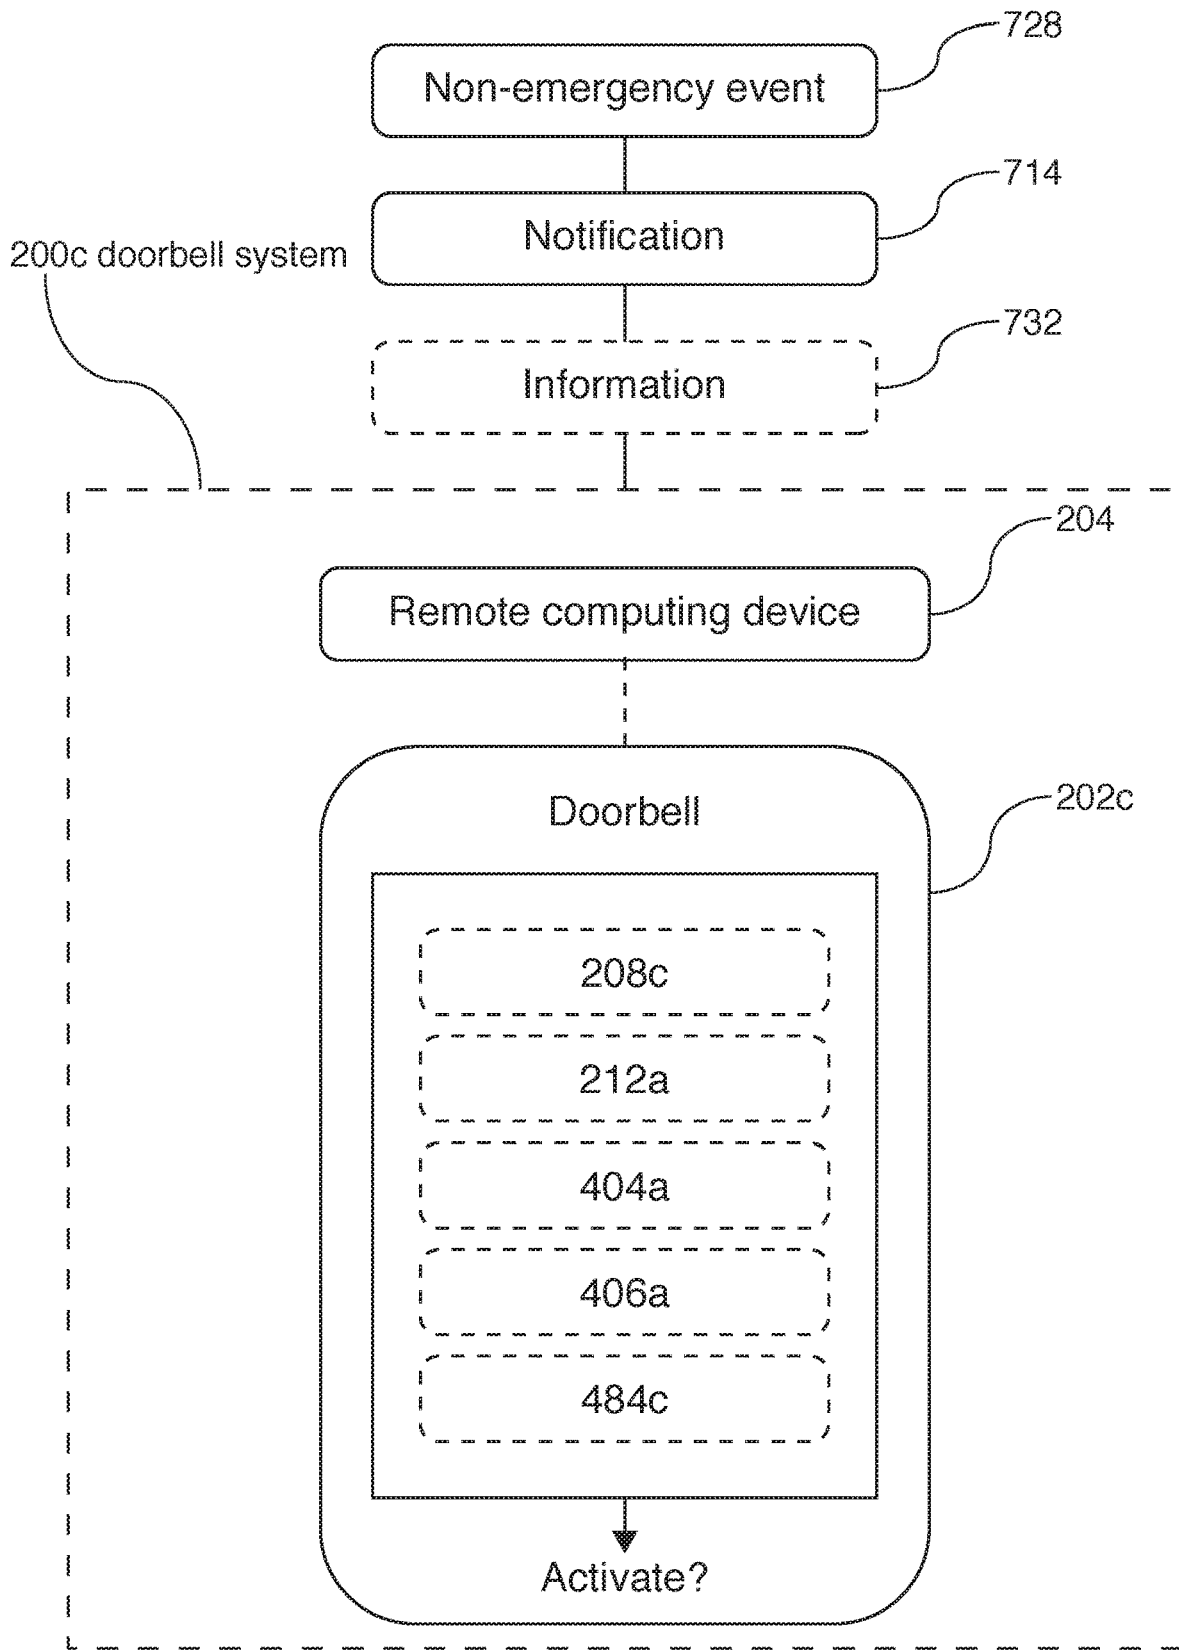 728
Non-emergency event
714
Notification
200c doorbell system
732
Information
204
Remote computing device
202c
Doorbell
208c
212a
404a
406a
484c
Activate?